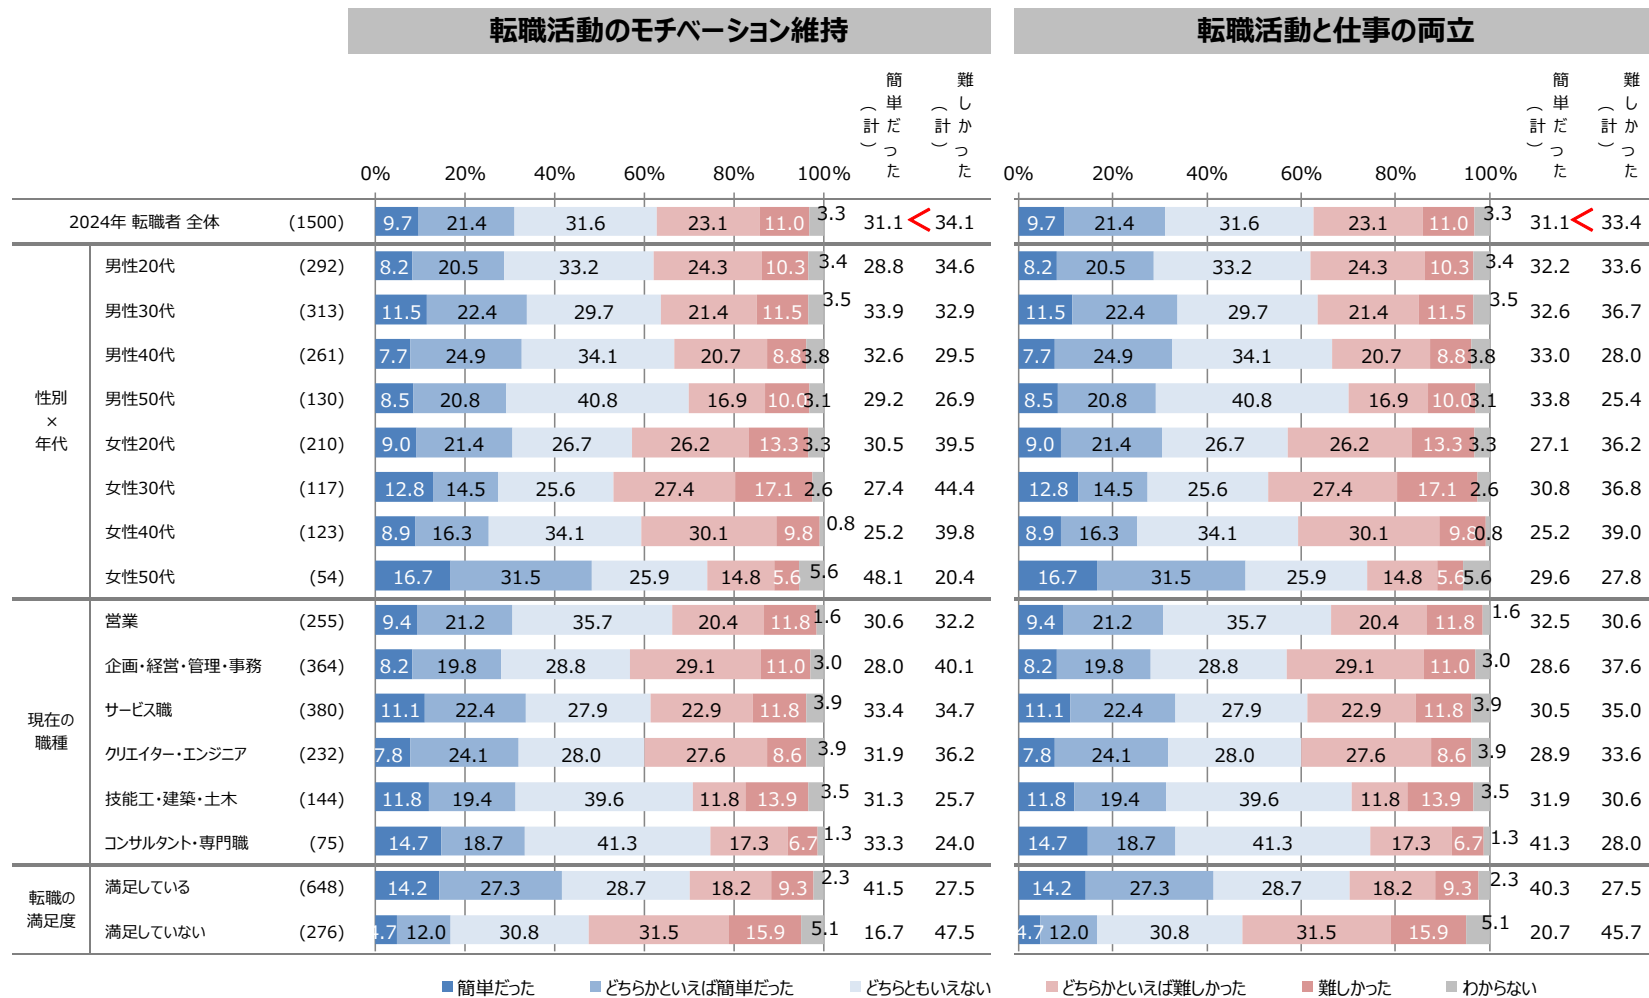 転職活動のモチベーション維持 転職活動と仕事の両立
簡単だった（計） 難しかった（計） 簡単だった（計） 難しかった（計）
0% 20% 40% 60% 80% 100% 0% 20% 40% 60% 80% 100%
2024年 転職者 全体 (1500) 9.7 21.4 31.6 23.1 11.0 3.3 31.1 < 34.1 9.7 21.4 31.6 23.1 11.0 3.3 31.1 < 33.4
性別×年代
男性20代 (292) 8.2 20.5 33.2 24.3 10.3 3.4 28.8 34.6 8.2 20.5 33.2 24.3 10.3 3.4 32.2 33.6
男性30代 (313) 11.5 22.4 29.7 21.4 11.5 3.5 33.9 32.9 11.5 22.4 29.7 21.4 11.5 3.5 32.6 36.7
男性40代 (261) 7.7 24.9 34.1 20.7 8.8 3.8 32.6 29.5 7.7 24.9 34.1 20.7 8.8 3.8 33.0 28.0
男性50代 (130) 8.5 20.8 40.8 16.9 10.0 3.1 29.2 26.9 8.5 20.8 40.8 16.9 10.0 3.1 33.8 25.4
女性20代 (210) 9.0 21.4 26.7 26.2 13.3 3.3 30.5 39.5 9.0 21.4 26.7 26.2 13.3 3.3 27.1 36.2
女性30代 (117) 12.8 14.5 25.6 27.4 17.1 2.6 27.4 44.4 12.8 14.5 25.6 27.4 17.1 2.6 30.8 36.8
女性40代 (123) 8.9 16.3 34.1 30.1 9.8 0.8 25.2 39.8 8.9 16.3 34.1 30.1 9.8 0.8 25.2 39.0
女性50代 (54) 16.7 31.5 25.9 14.8 5.6 5.6 48.1 20.4 16.7 31.5 25.9 14.8 5.6 5.6 29.6 27.8
現在の職種
営業 (255) 9.4 21.2 35.7 20.4 11.8 1.6 30.6 32.2 9.4 21.2 35.7 20.4 11.8 1.6 32.5 30.6
企画・経営・管理・事務 (364) 8.2 19.8 28.8 29.1 11.0 3.0 28.0 40.1 8.2 19.8 28.8 29.1 11.0 3.0 28.6 37.6
サービス職 (380) 11.1 22.4 27.9 22.9 11.8 3.9 33.4 34.7 11.1 22.4 27.9 22.9 11.8 3.9 30.5 35.0
クリエイター・エンジニア (232) 7.8 24.1 28.0 27.6 8.6 3.9 31.9 36.2 7.8 24.1 28.0 27.6 8.6 3.9 28.9 33.6
技能工・建築・土木 (144) 11.8 19.4 39.6 11.8 13.9 3.5 31.3 25.7 11.8 19.4 39.6 11.8 13.9 3.5 31.9 30.6
コンサルタント・専門職 (75) 14.7 18.7 41.3 17.3 6.7 1.3 33.3 24.0 14.7 18.7 41.3 17.3 6.7 1.3 41.3 28.0
転職の満足度
満足している (648) 14.2 27.3 28.7 18.2 9.3 2.3 41.5 27.5 14.2 27.3 28.7 18.2 9.3 2.3 40.3 27.5
満足していない (276) 4.7 12.0 30.8 31.5 15.9 5.1 16.7 47.5 4.7 12.0 30.8 31.5 15.9 5.1 20.7 45.7
簡単だった どちらかといえば簡単だった どちらともいえない どちらかといえば難しかった 難しかった わからない